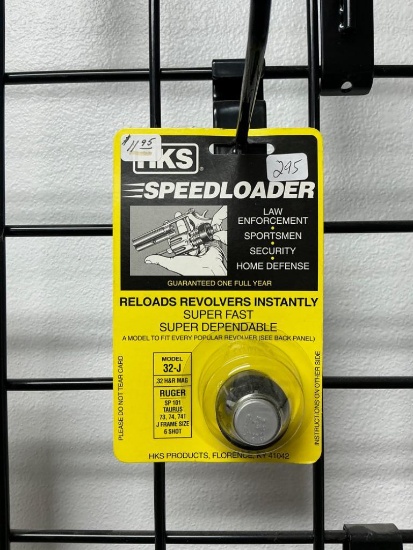 $11.95
HKS
295
SPEEDLOADER
LAW
ENFORCEMENT
SPORTSMEN
SECURITY
HOME DEFENSE
GUARANTEED ONE FULL YEAR
RELOADS REVOLVERS INSTANTLY
SUPER FAST
SUPER DEPENDABLE
A MODEL TO FIT EVERY POPULAR REVOLVER (SEE BACK PANEL)
PLEASE DO NOT TEAR CARD
MODEL
32-J
.32 H&R MAG
RUGER
SP 101
TAURUS
73, 74, 741
J FRAME SIZE
6 SHOT
INSTRUCTIONS ON OTHER SIDE
HKS PRODUCTS, FLORENCE, KY 41042